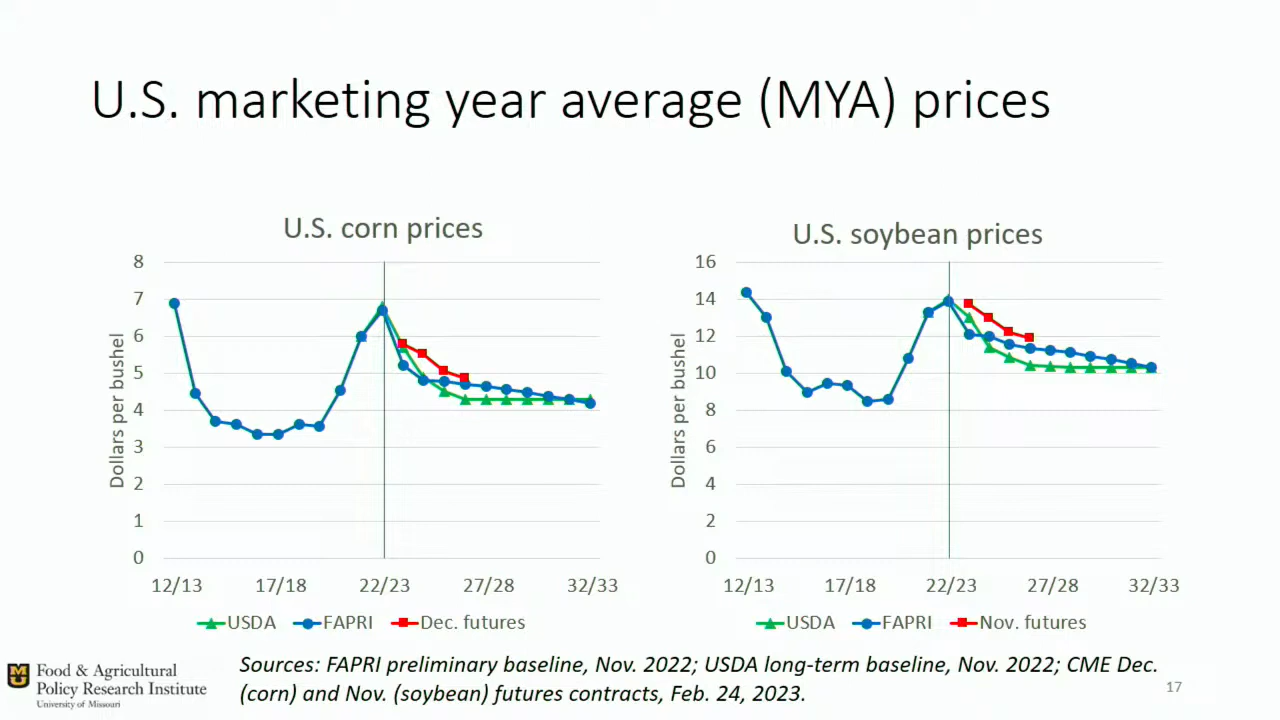 U.S. marketing year average (MYA) prices
U.S. corn prices
Dollars per bushel
8
7
6
5
4
3
2
1
0
12/13 17/18 22/23 27/28 32/33
USDA FAPRI Dec. futures
U.S. soybean prices
Dollars per bushel
16
14
12
10
8
6
4
2
0
12/13 17/18 22/23 27/28 32/33
USDA FAPRI Nov. futures
Sources: FAPRI preliminary baseline, Nov. 2022; USDA long-term baseline, Nov. 2022; CME Dec.
(corn) and Nov. (soybean) futures contracts, Feb. 24, 2023.
Food & Agricultural
Policy Research Institute
University of Missouri
17